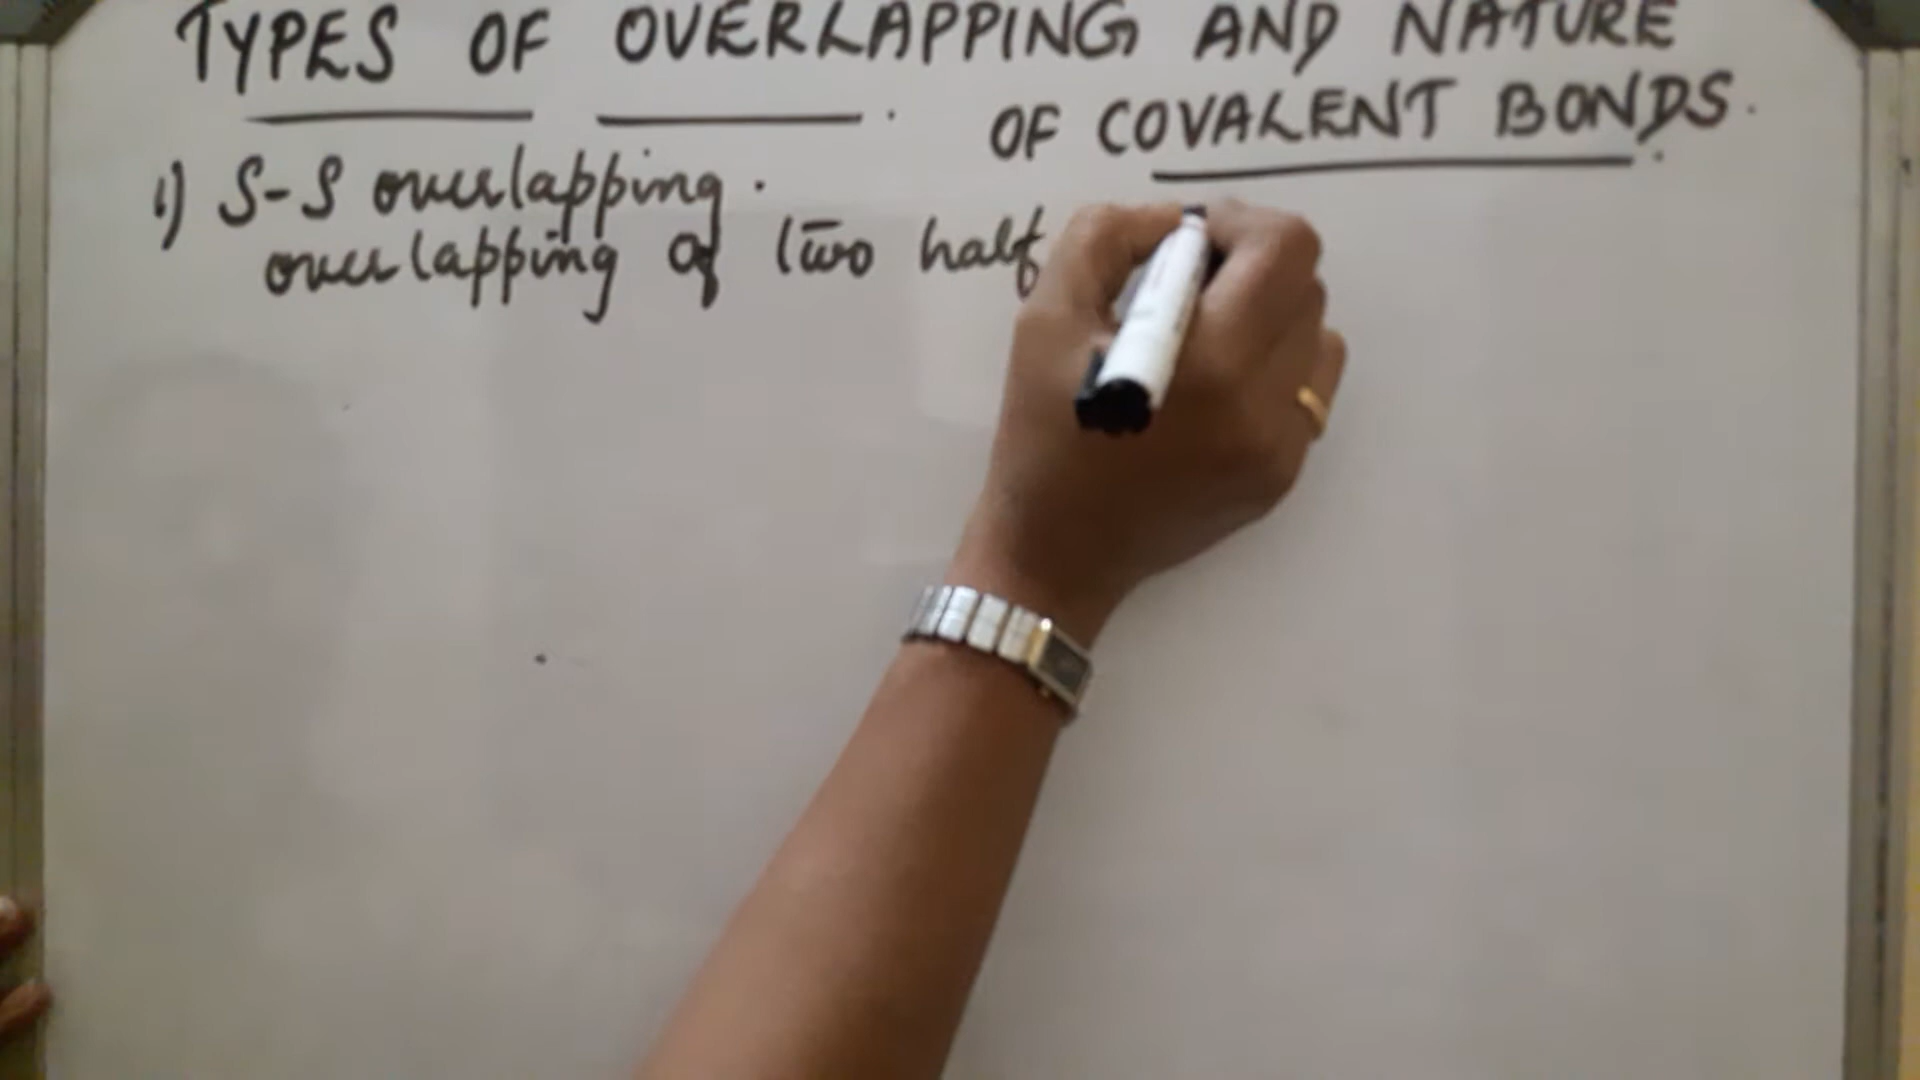 TYPES OF OVERLAPPING AND NATURE
OF COVALENT BONDS.
1) S-S overlapping.
overlapping of two half